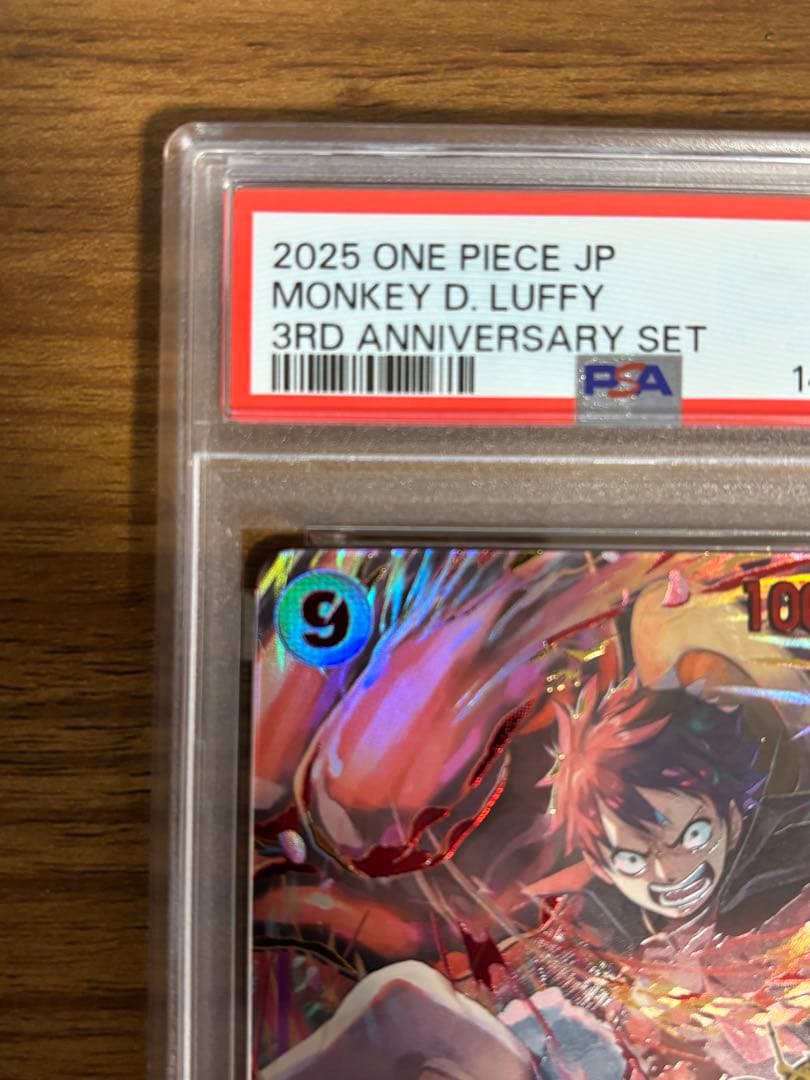 2025 ONE PIECE JP
MONKEY D. LUFFY
3RD ANNIVERSARY SET
PSA
9